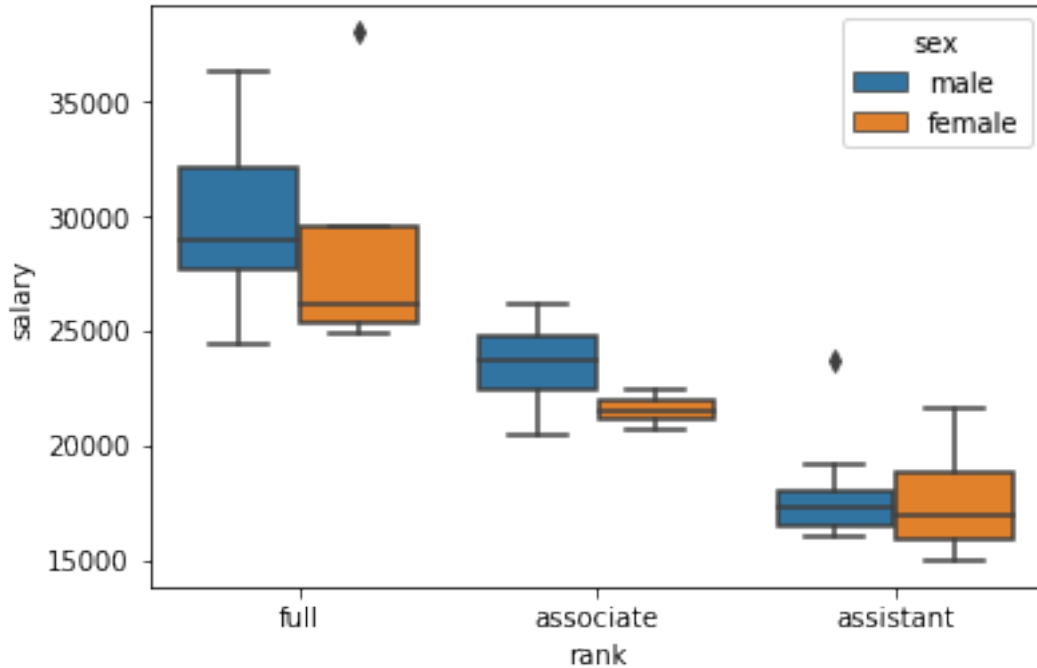 sex
male
female
35000
30000
25000
20000
15000
salary
full
associate
assistant
rank